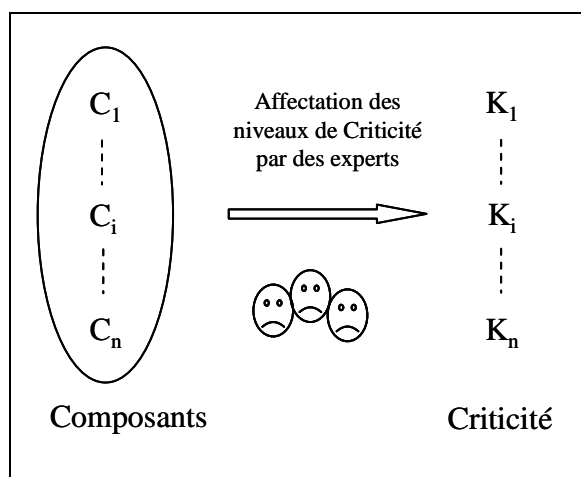 C1
Ci
Cn
Composants
Affectation des
niveaux de Criticité
par des experts
K1
Ki
Kn
Criticité